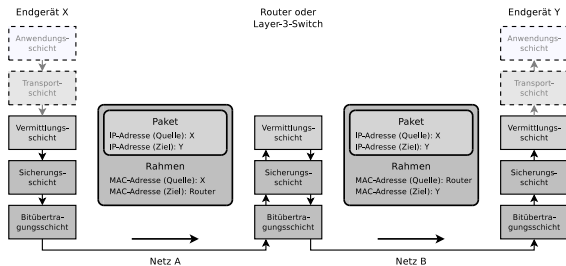 Endgerät X
Router oder
Layer-3-Switch
Endgerät Y
Anwendungs-
schicht
Transport-
schicht
Vermittlungs-
schicht
Sicherungs-
schicht
Bitübertra-
gungsschicht
Paket
IP-Adresse (Quelle): X
IP-Adresse (Ziel): Y
Rahmen
MAC-Adresse (Quelle): X
MAC-Adresse (Ziel): Router
Vermittlungs-
schicht
Sicherungs-
schicht
Bitübertra-
gungsschicht
Paket
IP-Adresse (Quelle): X
IP-Adresse (Ziel): Y
Rahmen
MAC-Adresse (Quelle): Router
MAC-Adresse (Ziel): Y
Anwendungs-
schicht
Transport-
schicht
Vermittlungs-
schicht
Sicherungs-
schicht
Bitübertra-
gungsschicht
Netz A
Netz B